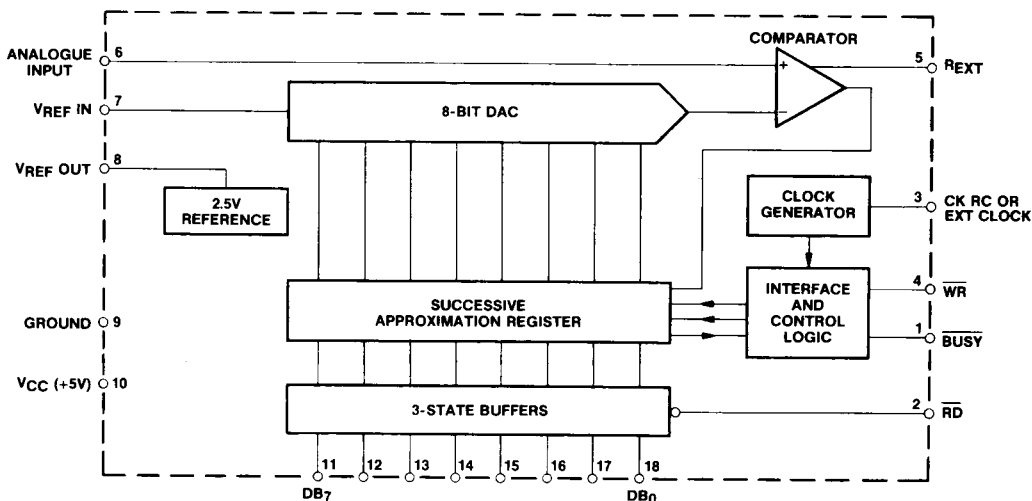 ANALOGUE
INPUT
6
VREF IN
7
VREF OUT
8
2.5V
REFERENCE
GROUND
9
VCC (+5V)
10
8-BIT DAC
COMPARATOR
+
−
5
REXT
CLOCK
GENERATOR
3
CK RC OR
EXT CLOCK
SUCCESSIVE
APPROXIMATION REGISTER
INTERFACE
AND
CONTROL
LOGIC
4
WR
1
BUSY
3-STATE BUFFERS
2
RD
11 12 13 14 15 16 17 18
DB7 DB0